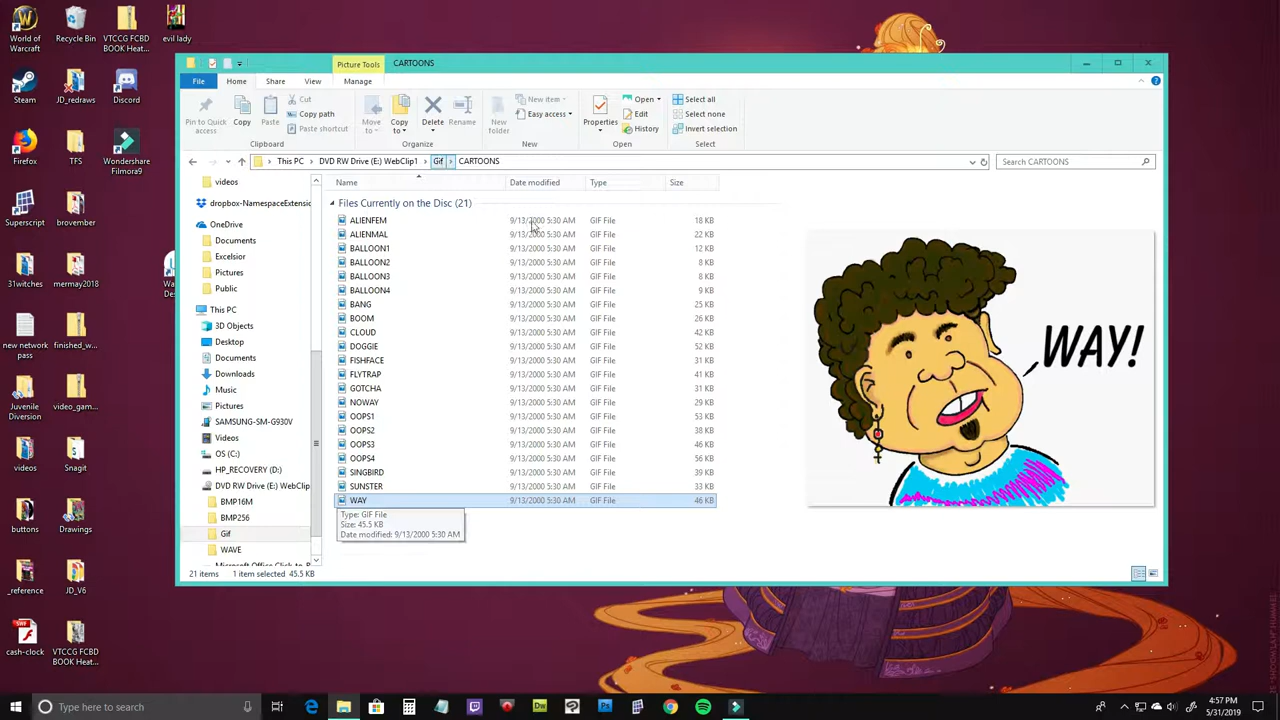 World of Warcraft
Recycle Bin
VTCCG FCBD BOOK Heat...
evil lady
Steam
JD_redraws
Discord
Firefox
TFS
Wondershare Filmora9
Superscript
brovember
31witches
mermay2018
new network pass
finished_w...
Juvenile Diversion
video_gam...
videos
Snagit
buttons
Drawings
_reference
JD_V6
cash-clock
VTCCG FCBD BOOK Heat...
Picture Tools
CARTOONS
File
Home
Share
View
Manage
Pin to Quick access
Copy
Paste
Cut
Copy path
Paste shortcut
Clipboard
Move to
Copy to
Delete
Rename
Organize
New folder
New item
Easy access
New
Properties
Open
Edit
History
Open
Select all
Select none
Invert selection
Select
This PC > DVD RW Drive (E:) WebClip1 > Gif > CARTOONS
Search CARTOONS
videos
dropbox-NamespaceExtensio
OneDrive
Documents
Excelsior
Pictures
Public
This PC
3D Objects
Desktop
Documents
Downloads
Music
Pictures
SAMSUNG-SM-G930V
Videos
OS (C:)
HP_RECOVERY (D:)
DVD RW Drive (E:) WebClip
BMP16M
BMP256
Gif
WAVE
Name Date modified Type Size
Files Currently on the Disc (21)
ALIENFEM 9/13/2000 5:30 AM GIF File 18 KB
ALIENMAL 9/13/2000 5:30 AM GIF File 22 KB
BALLOON1 9/13/2000 5:30 AM GIF File 12 KB
BALLOON2 9/13/2000 5:30 AM GIF File 8 KB
BALLOON3 9/13/2000 5:30 AM GIF File 8 KB
BALLOON4 9/13/2000 5:30 AM GIF File 9 KB
BANG 9/13/2000 5:30 AM GIF File 25 KB
BOOM 9/13/2000 5:30 AM GIF File 26 KB
CLOUD 9/13/2000 5:30 AM GIF File 42 KB
DOGGIE 9/13/2000 5:30 AM GIF File 52 KB
FISHFACE 9/13/2000 5:30 AM GIF File 31 KB
FLYTRAP 9/13/2000 5:30 AM GIF File 41 KB
GOTCHA 9/13/2000 5:30 AM GIF File 31 KB
NOWAY 9/13/2000 5:30 AM GIF File 29 KB
OOPS1 9/13/2000 5:30 AM GIF File 53 KB
OOPS2 9/13/2000 5:30 AM GIF File 38 KB
OOPS3 9/13/2000 5:30 AM GIF File 46 KB
OOPS4 9/13/2000 5:30 AM GIF File 56 KB
SINGBIRD 9/13/2000 5:30 AM GIF File 39 KB
SUNSTER 9/13/2000 5:30 AM GIF File 33 KB
WAY 9/13/2000 5:30 AM GIF File 46 KB
Type: GIF File
Size: 45.5 KB
Date modified: 9/13/2000 5:30 AM
WAY!
21 items 1 item selected 45.5 KB
Type here to search
4:57 PM
5/31/2019